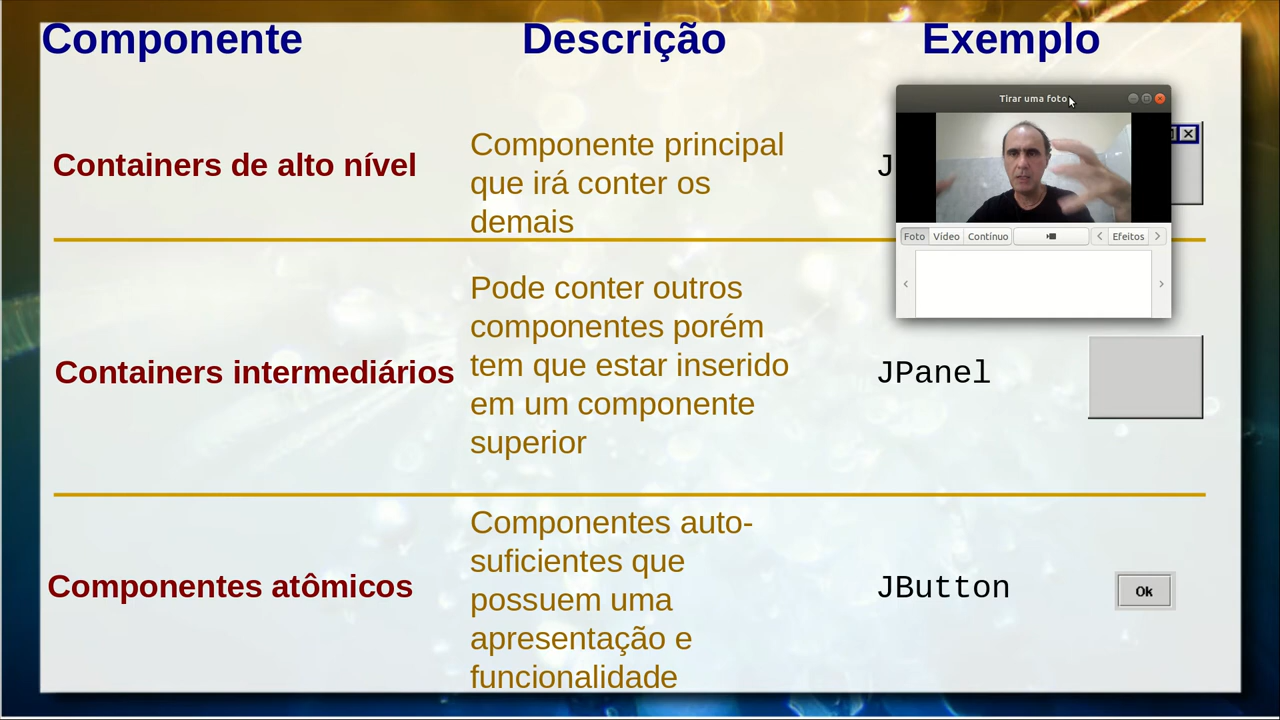 Componente Descrição Exemplo
Tirar uma foto
Containers de alto nível
Componente principal
que irá conter os
demais
J
Foto Vídeo Contínuo Efeitos
Containers intermediários
Pode conter outros
componentes porém
tem que estar inserido
em um componente
superior
JPanel
Componentes atômicos
Componentes auto-
suficientes que
possuem uma
apresentação e
funcionalidade
JButton
Ok